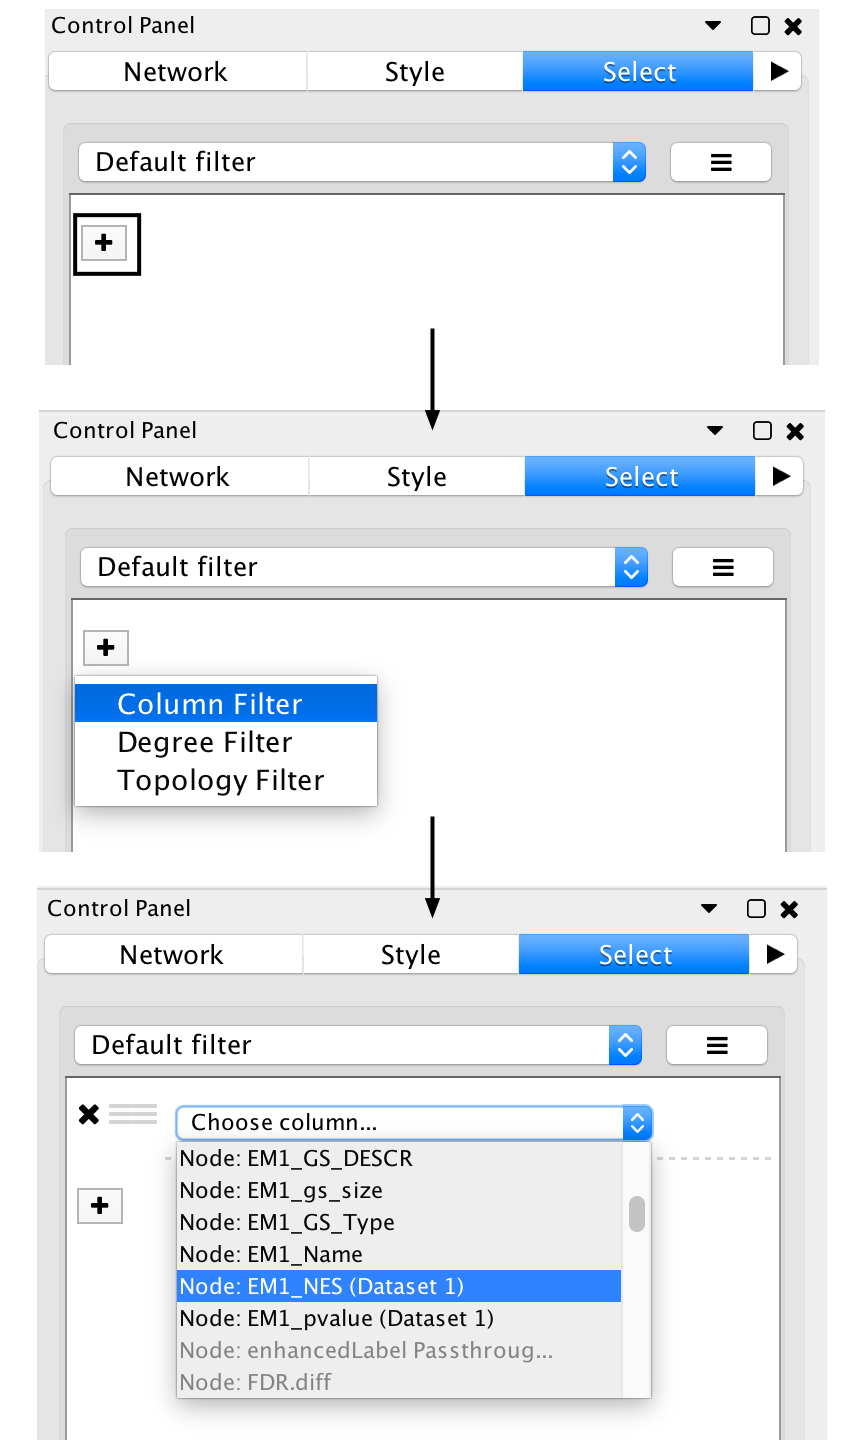 Control Panel
Network Style Select
Default filter
Control Panel
Network Style Select
Default filter
Column Filter
Degree Filter
Topology Filter
Control Panel
Network Style Select
Default filter
Choose column...
Node: EM1_GS_DESCR
Node: EM1_gs_size
Node: EM1_GS_Type
Node: EM1_Name
Node: EM1_NES (Dataset 1)
Node: EM1_pvalue (Dataset 1)
Node: enhancedLabel Passthroug...
Node: FDR.diff